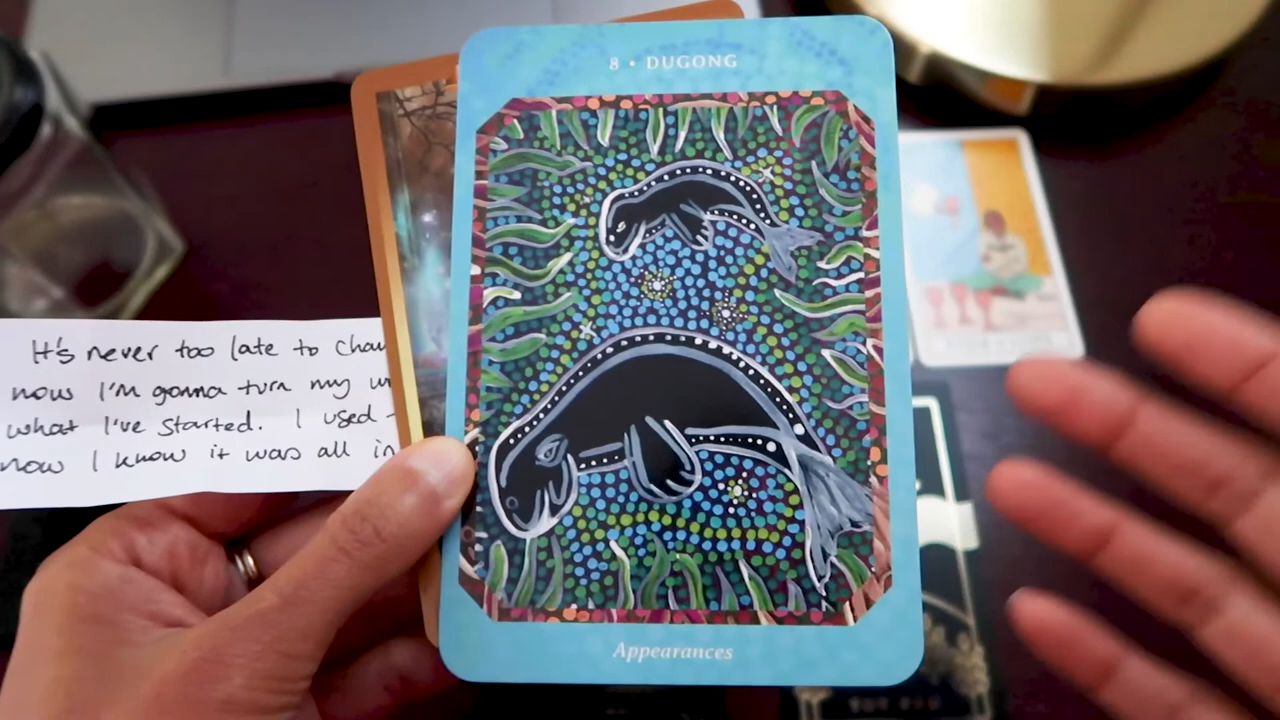 8 • DUGONG
It's never too late to chan
now I'm gonna turn my w
what I've started. I used
now I know it was all in
Appearances